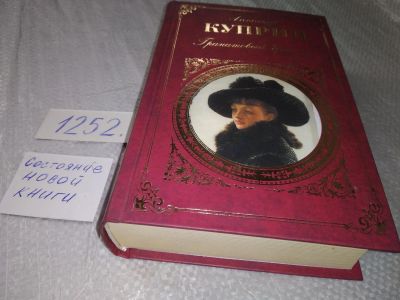 КУПРИН
Гранатовый
1252.
состояние
новой
книги